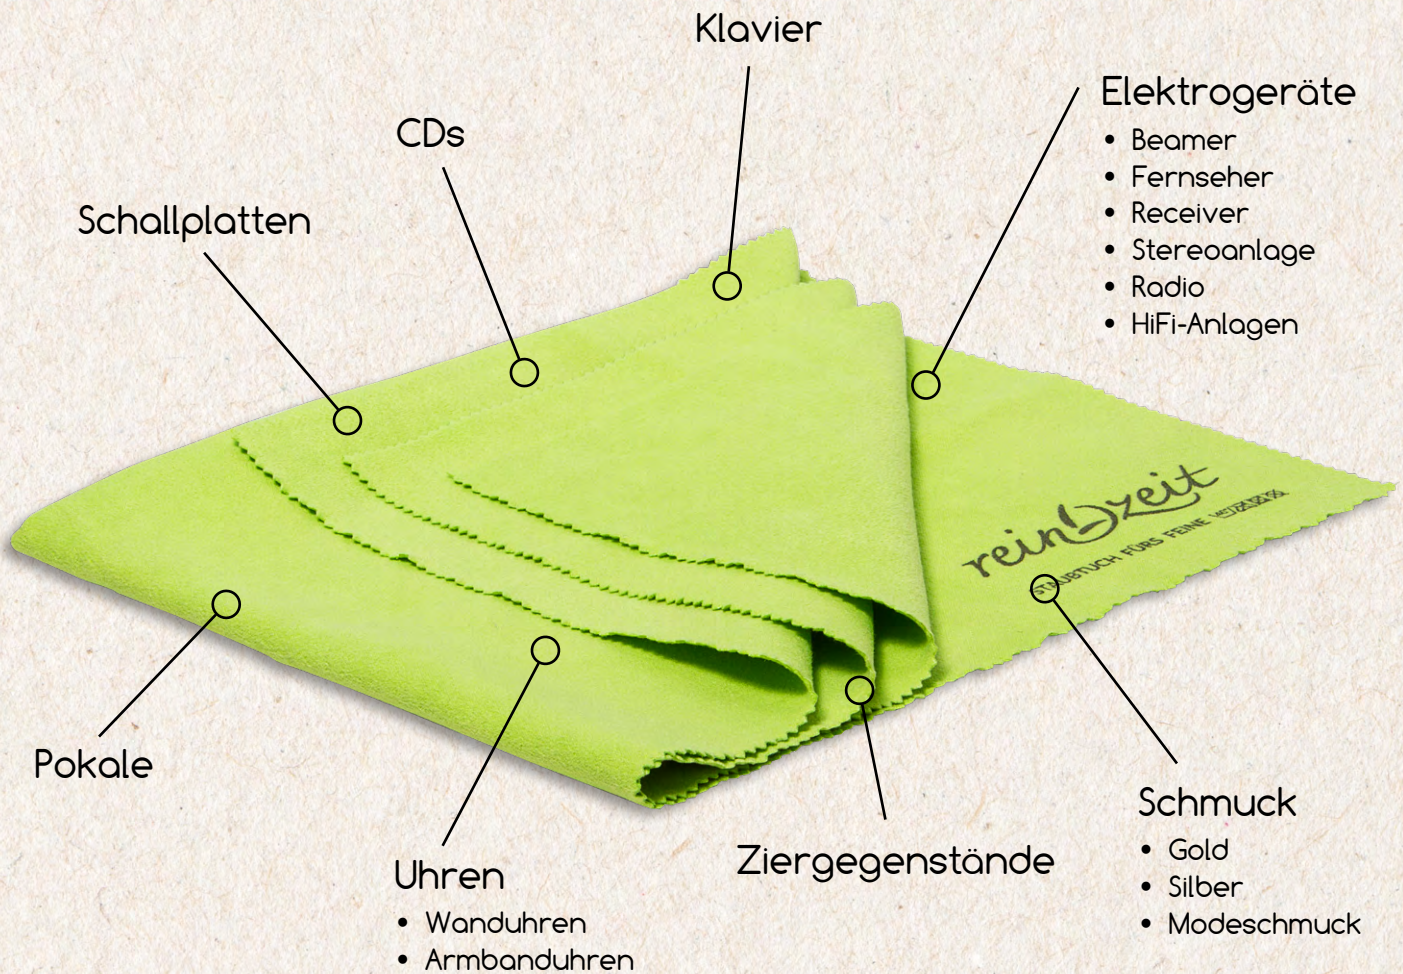 Klavier
CDs
Schallplatten
Elektrogeräte
• Beamer
• Fernseher
• Receiver
• Stereoanlage
• Radio
• HiFi-Anlagen
reinzeit
STAUBTUCH FÜRS FEINE
Pokale
Uhren
• Wanduhren
• Armbanduhren
Ziergegenstände
Schmuck
• Gold
• Silber
• Modeschmuck